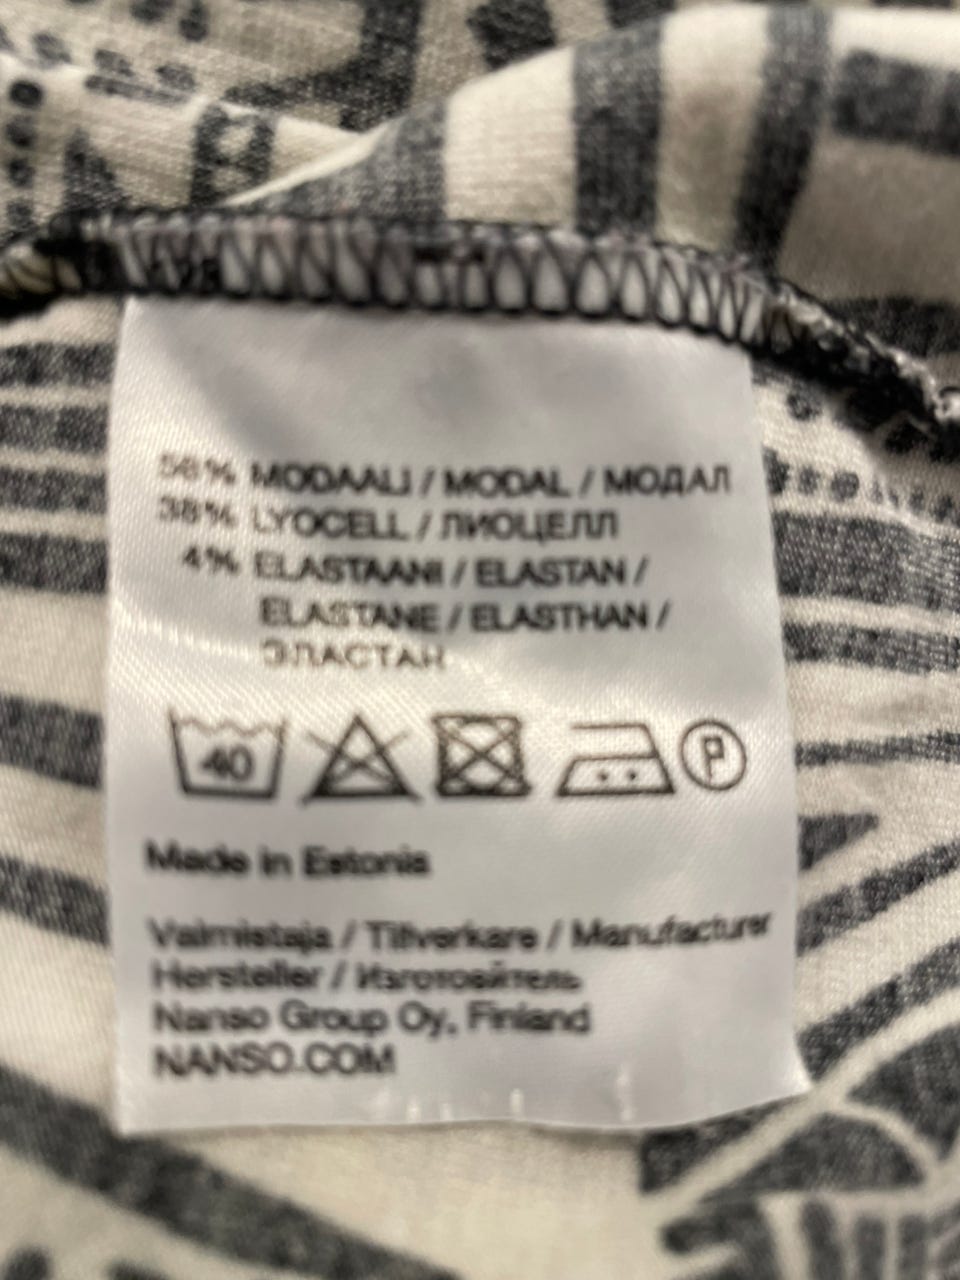 58% MODAALI / MODAL / МОДАЛ
38% LYOCELL / ЛИОЦЕЛЛ
4% ELASTAANI / ELASTAN /
ELASTANE / ELASTHAN /
ЭЛАСТАН
40
P
Made in Estonia
Valmistaja / Tillverkare / Manufacturer
Hersteller / Изготовитель
Nanso Group Oy, Finland
NANSO.COM